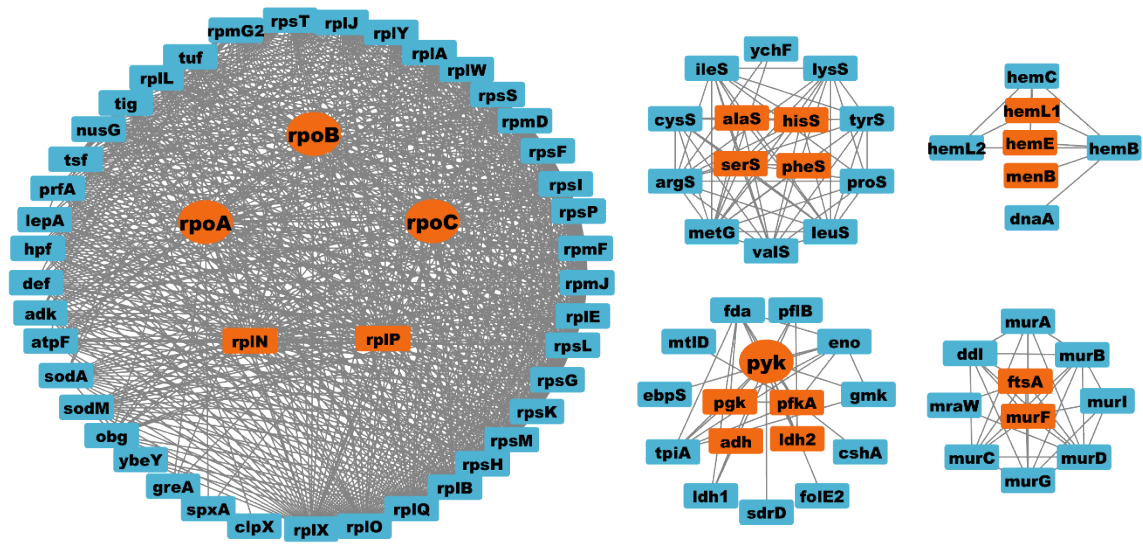 rpsT
rplJ
rplY
rplA
rplW
rpsS
rpmD
rpsF
rpsI
rpsP
rpmF
rpmJ
rplE
rpsL
rpsG
rpsK
rpsM
rpsH
rplB
rplQ
rplO
rplX
clpX
spxA
greA
ybeY
obg
sodM
sodA
atpF
adk
def
hpf
lepA
prfA
tsf
nusG
tig
rplL
tuf
rpmG2
rpoB
rpoA
rpoC
rplN
rplP
ychF
ileS
lysS
cysS
alaS
hisS
tyrS
serS
pheS
argS
proS
metG
leuS
valS
hemC
hemL1
hemL2
hemE
hemB
menB
dnaA
fda
pflB
mtlD
eno
pyk
ebpS
pgk
pfkA
gmk
tpiA
adh
ldh2
cshA
ldh1
folE2
sdrD
murA
ddl
murB
ftsA
mraW
murF
murI
murC
murD
murG